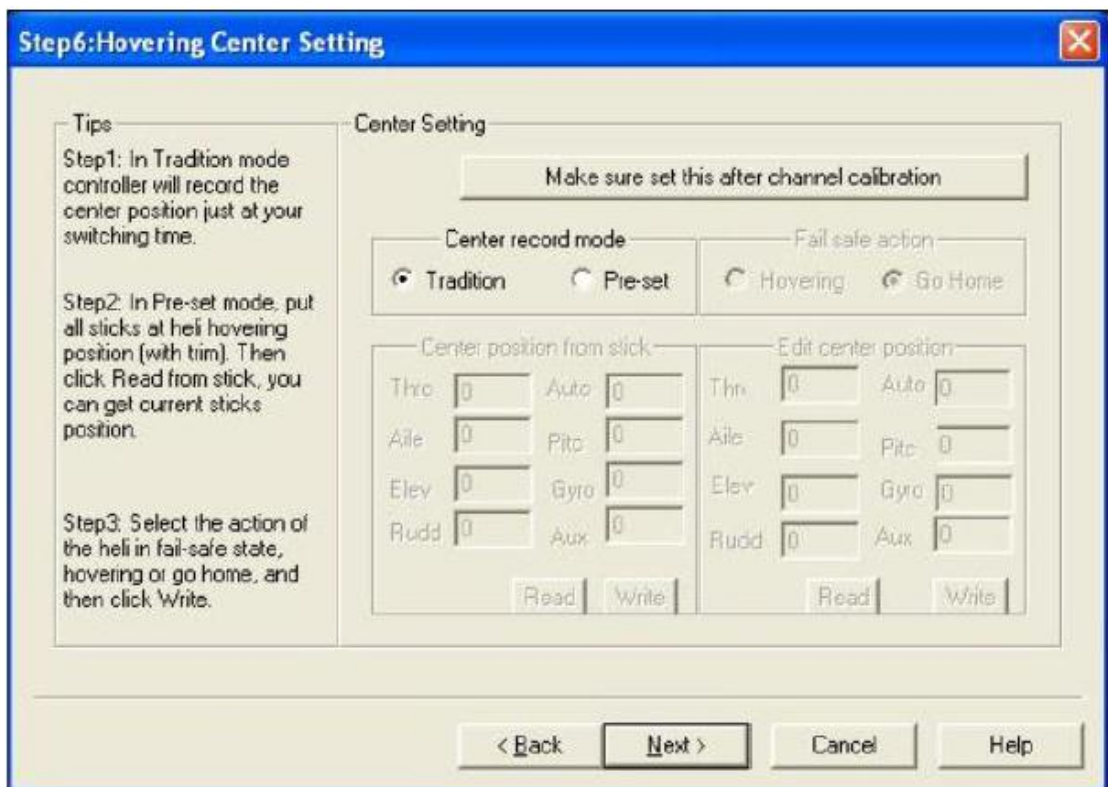 Step6:Hovering Center Setting
Tips
Step1: In Tradition mode
controller will record the
center position just at your
switching time.
Step2: In Pre-set mode, put
all sticks at heli hovering
position (with trim). Then
click Read from stick, you
can get current sticks
position.
Step3: Select the action of
the heli in fail-safe state,
hovering or go home, and
then click Write.
Center Setting
Make sure set this after channel calibration
Center record mode
Tradition Pre-set
Fail safe action
Hovering Go Home
Center position from stick
Thro 0 Auto 0
Aile 0 Pitc 0
Elev 0 Gyro 0
Rudd 0 Aux 0
Read Write
Edit center position
Thro 0 Auto 0
Aile 0 Pitc 0
Elev 0 Gyro 0
Rudd 0 Aux 0
Read Write
< Back Next > Cancel Help